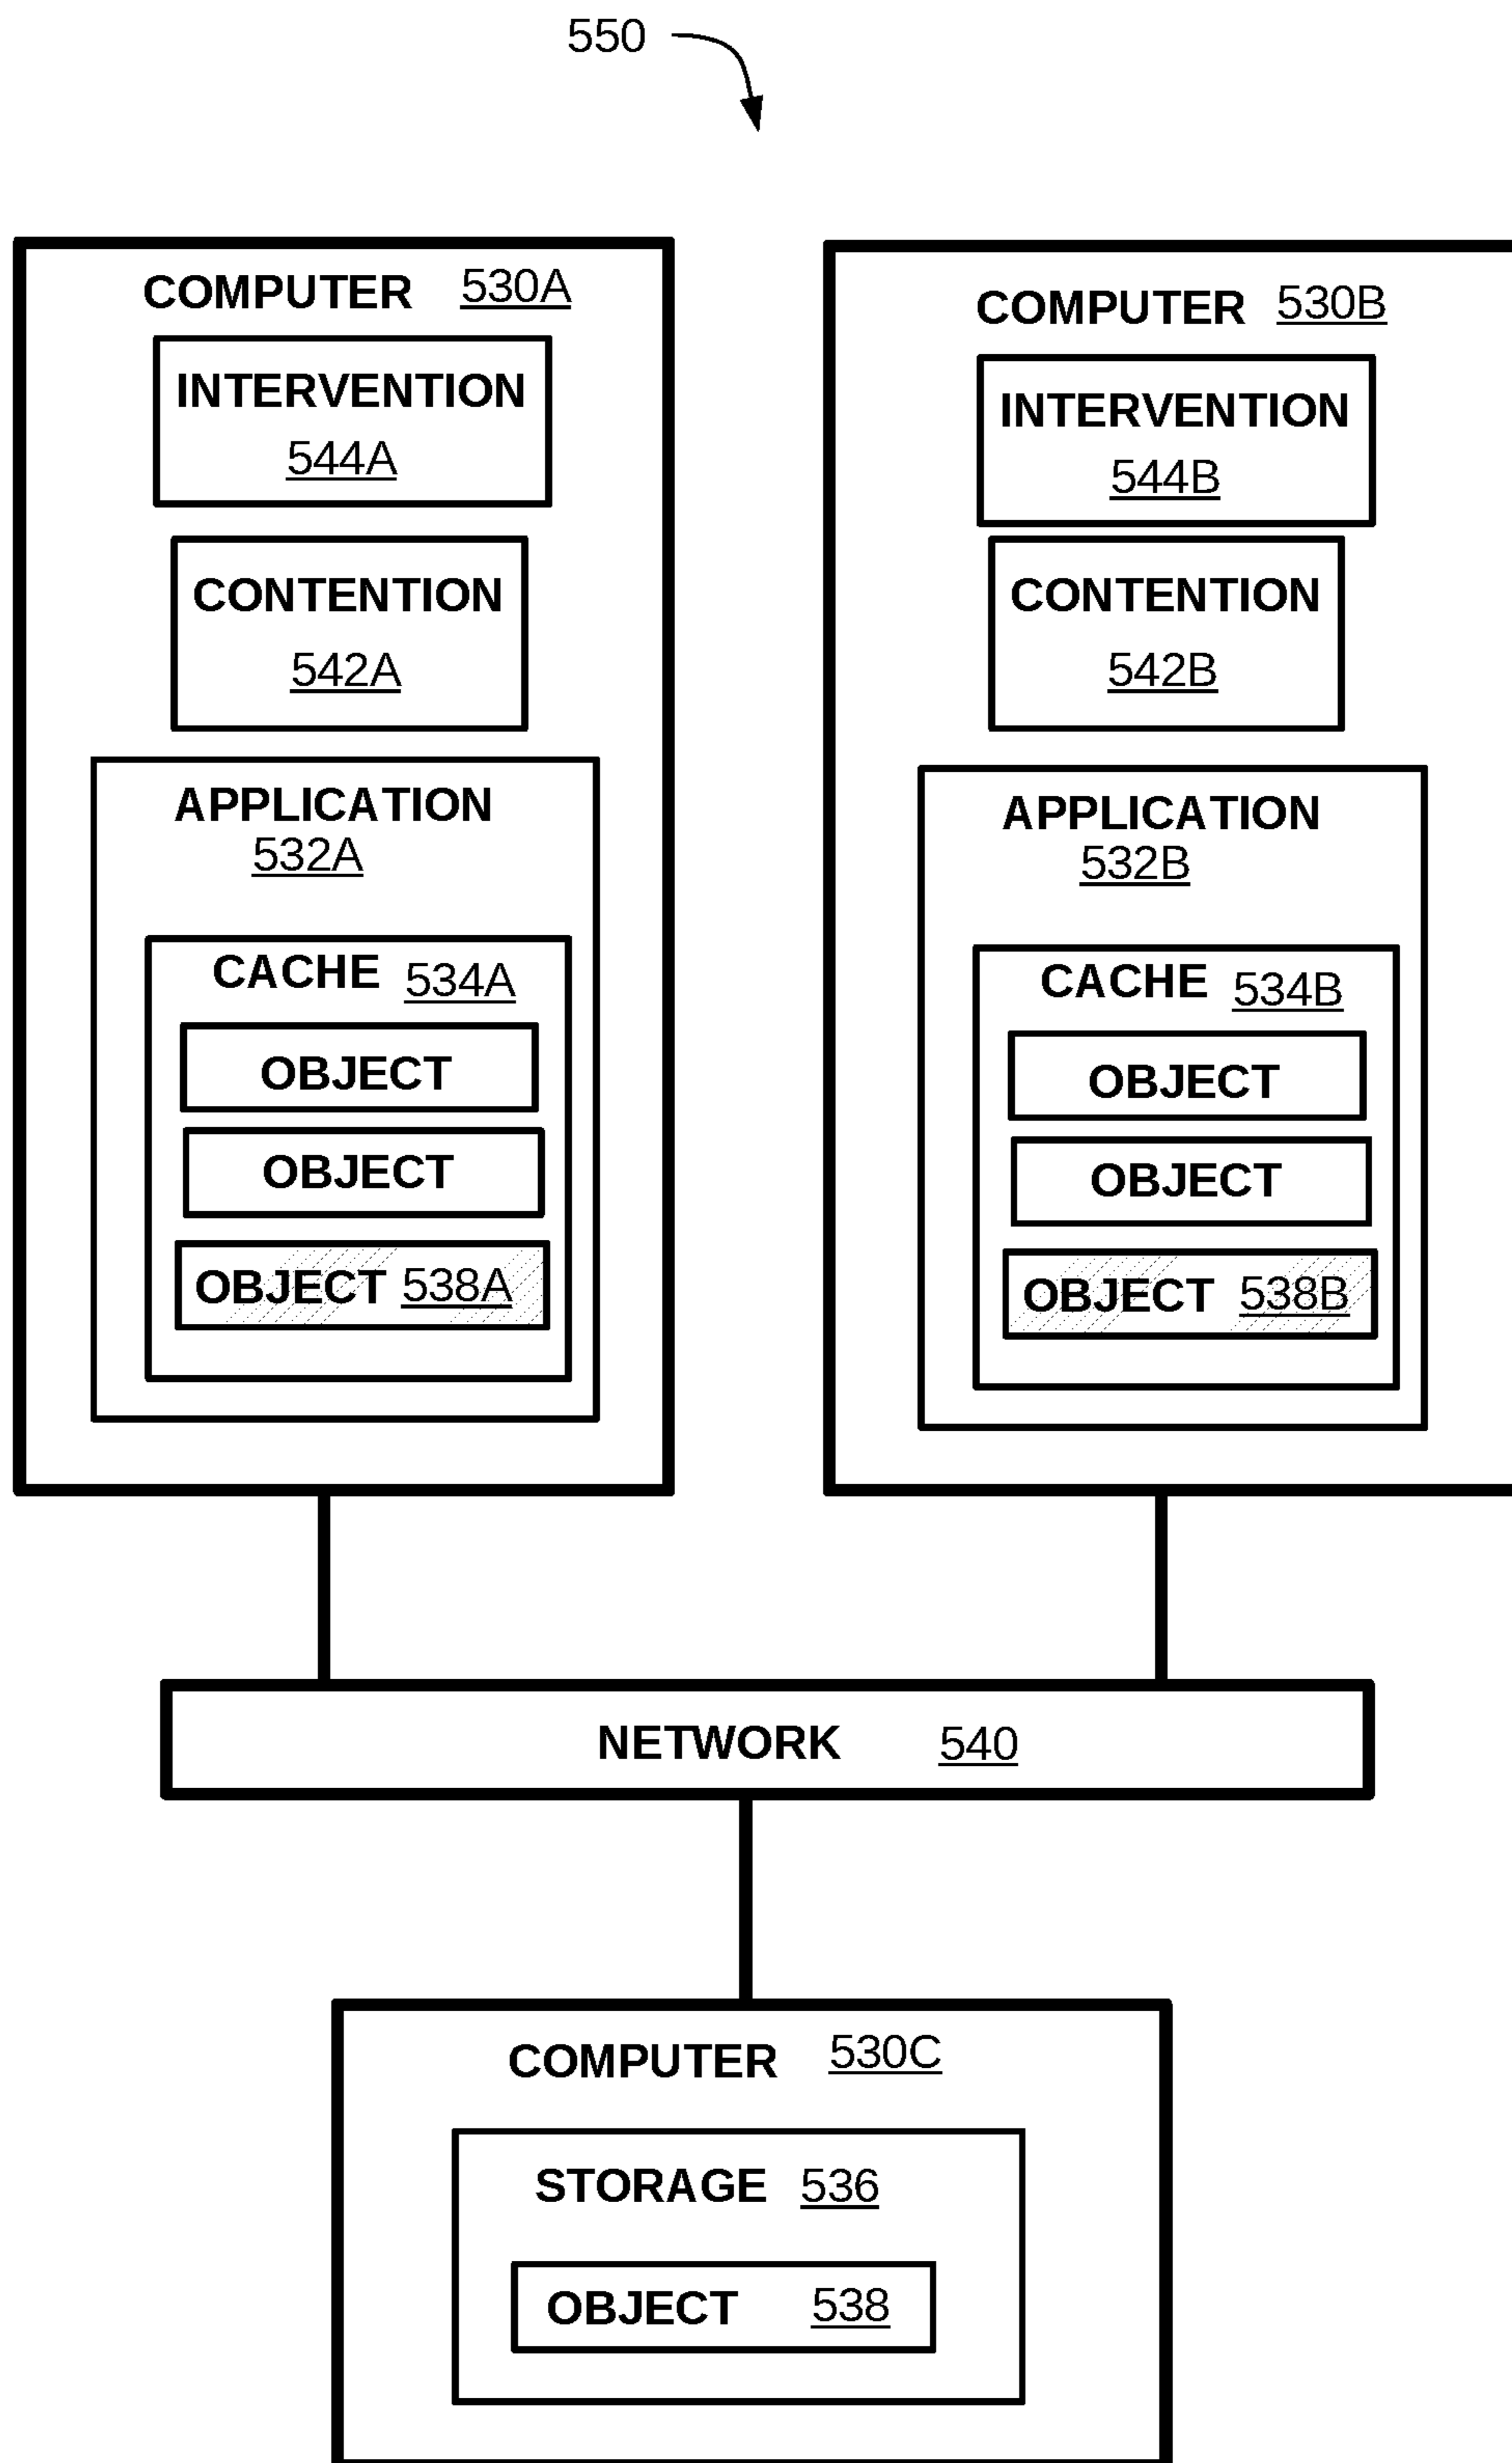 550
COMPUTER 530A
INTERVENTION
544A
CONTENTION
542A
APPLICATION
532A
CACHE 534A
OBJECT
OBJECT
OBJECT 538A
COMPUTER 530B
INTERVENTION
544B
CONTENTION
542B
APPLICATION
532B
CACHE 534B
OBJECT
OBJECT
OBJECT 538B
NETWORK 540
COMPUTER 530C
STORAGE 536
OBJECT 538